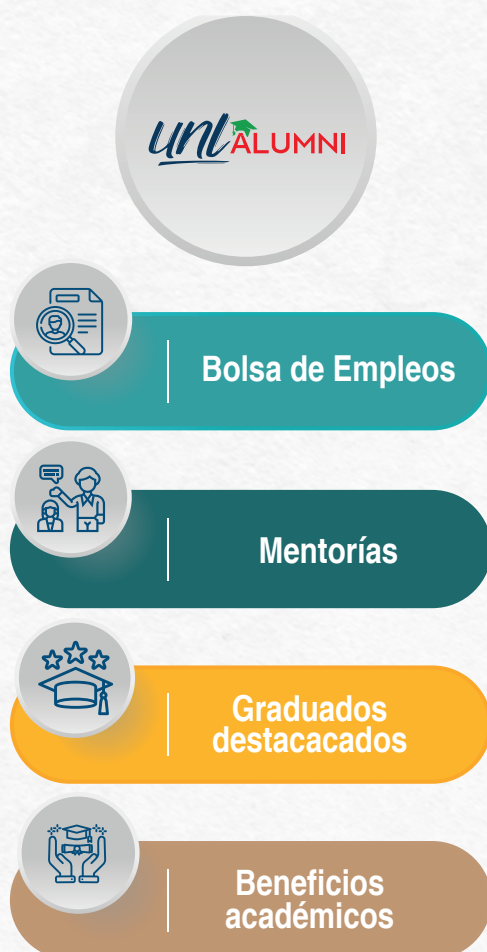 unl ALUMNI
Bolsa de Empleos
Mentorías
Graduados
destacacados
Beneficios
académicos